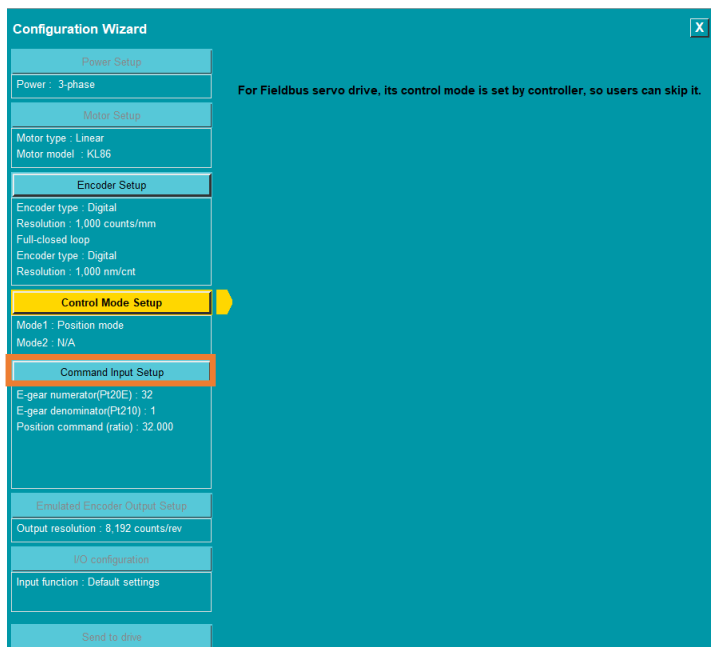 Configuration Wizard
X
Power Setup
Power : 3-phase
Motor Setup
Motor type : Linear
Motor model : KL86
Encoder Setup
Encoder type : Digital
Resolution : 1,000 counts/mm
Full-closed loop
Encoder type : Digital
Resolution : 1,000 nm/cnt
Control Mode Setup
Mode1 : Position mode
Mode2 : N/A
Command Input Setup
E-gear numerator(Pt20E) : 32
E-gear denominator(Pt210) : 1
Position command (ratio) : 32.000
Emulated Encoder Output Setup
Output resolution : 8,192 counts/rev
I/O configuration
Input function : Default settings
Send to drive
For Fieldbus servo drive, its control mode is set by controller, so users can skip it.